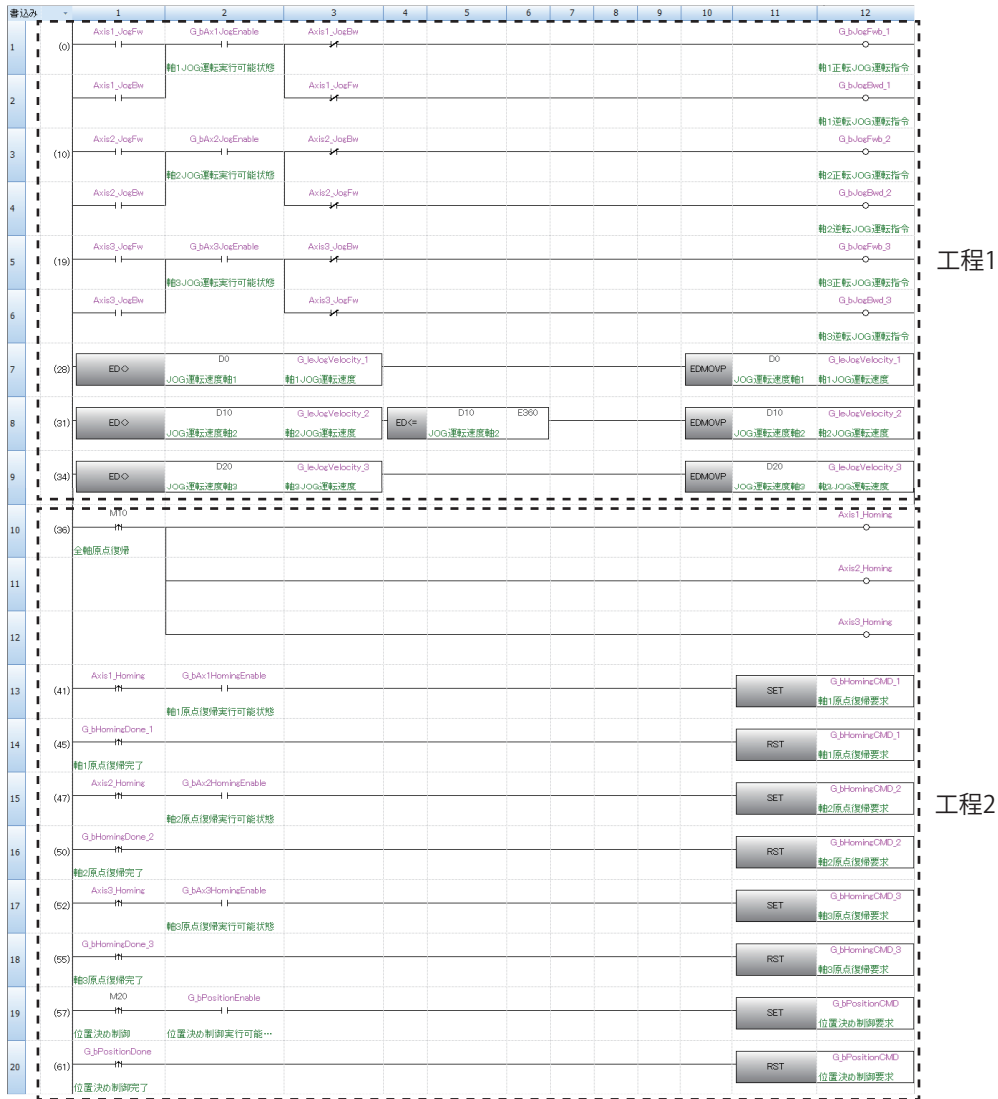 書込み 1 2 3 4 5 6 7 8 9 10 11 12
Axis1_JogFw G_bAx1JogEnable Axis1_JogBw G_bJogFwb_1
1 (0)
軸1JOG運転実行可能状態 軸1正転JOG運転指令
Axis1_JogBw Axis1_JogFw G_bJogBwd_1
2
軸1逆転JOG運転指令
Axis2_JogFw G_bAx2JogEnable Axis2_JogBw G_bJogFwb_2
3 (10)
軸2JOG運転実行可能状態 軸2正転JOG運転指令
Axis2_JogBw Axis2_JogFw G_bJogBwd_2
4
軸2逆転JOG運転指令
Axis3_JogFw G_bAx3JogEnable Axis3_JogBw G_bJogFwb_3
5 (19) 工程1
軸3JOG運転実行可能状態 軸3正転JOG運転指令
Axis3_JogBw Axis3_JogFw G_bJogBwd_3
6
軸3逆転JOG運転指令
D0 G_leJogVelocity_1 D0 G_leJogVelocity_1
7 (28) ED<> EDMOVP
JOG運転速度軸1 軸1JOG運転速度 JOG運転速度軸1 軸1JOG運転速度
D10 G_leJogVelocity_2 D10 E360 D10 G_leJogVelocity_2
8 (31) ED<> ED<= EDMOVP
JOG運転速度軸2 軸2JOG運転速度 JOG運転速度軸2 JOG運転速度軸2 軸2JOG運転速度
D20 G_leJogVelocity_3 D20 G_leJogVelocity_3
9 (34) ED<> EDMOVP
JOG運転速度軸3 軸3JOG運転速度 JOG運転速度軸3 軸3JOG運転速度
M10 Axis1_Homing
10 (36)
全軸原点復帰
Axis2_Homing
11
Axis3_Homing
12
Axis1_Homing G_bAx1HomingEnable G_bHomingCMD_1
13 (41) SET
軸1原点復帰実行可能状態 軸1原点復帰要求
G_bHomingDone_1 G_bHomingCMD_1
14 (45) RST
軸1原点復帰完了 軸1原点復帰要求
Axis2_Homing G_bAx2HomingEnable G_bHomingCMD_2
15 (47) SET 工程2
軸2原点復帰実行可能状態 軸2原点復帰要求
G_bHomingDone_2 G_bHomingCMD_2
16 (50) RST
軸2原点復帰完了 軸2原点復帰要求
Axis3_Homing G_bAx3HomingEnable G_bHomingCMD_3
17 (52) SET
軸3原点復帰実行可能状態 軸3原点復帰要求
G_bHomingDone_3 G_bHomingCMD_3
18 (55) RST
軸3原点復帰完了 軸3原点復帰要求
M20 G_bPositionEnable G_bPositionCMD
19 (57) SET
位置決め制御 位置決め制御実行可能… 位置決め制御要求
G_bPositionDone G_bPositionCMD
20 (61) RST
位置決め制御完了 位置決め制御要求